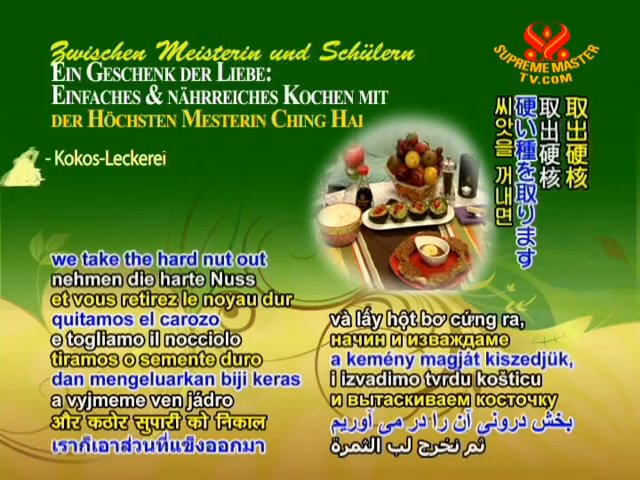 Zwischen Meisterin und Schülern
EIN GESCHENK DER LIEBE:
EINFACHES & NÄHRREICHES KOCHEN MIT
DER HÖCHSTEN MESTERIN CHING HAI
- Kokos-Leckerei
SUPREME MASTER
TV.COM
取出硬核
取出硬核
硬い種を取ります
씨앗을 꺼내면
we take the hard nut out
nehmen die harte Nuss
et vous retirez le noyau dur
quitamos el carozo
e togliamo il nocciolo
tiramos o semente duro
dan mengeluarkan biji keras
a vyjmeme ven jádro
और कठोर सुपारी को निकाल
เราก็เอาส่วนที่แข็งออกมา
và lấy hột bơ cứng ra,
начин и изваждаме
a kemény magját kiszedjük,
i izvadimo tvrdu košticu
и вытаскиваем косточку
بخش درونی آن را در می آوریم
ثم نخرج لب الثمرة